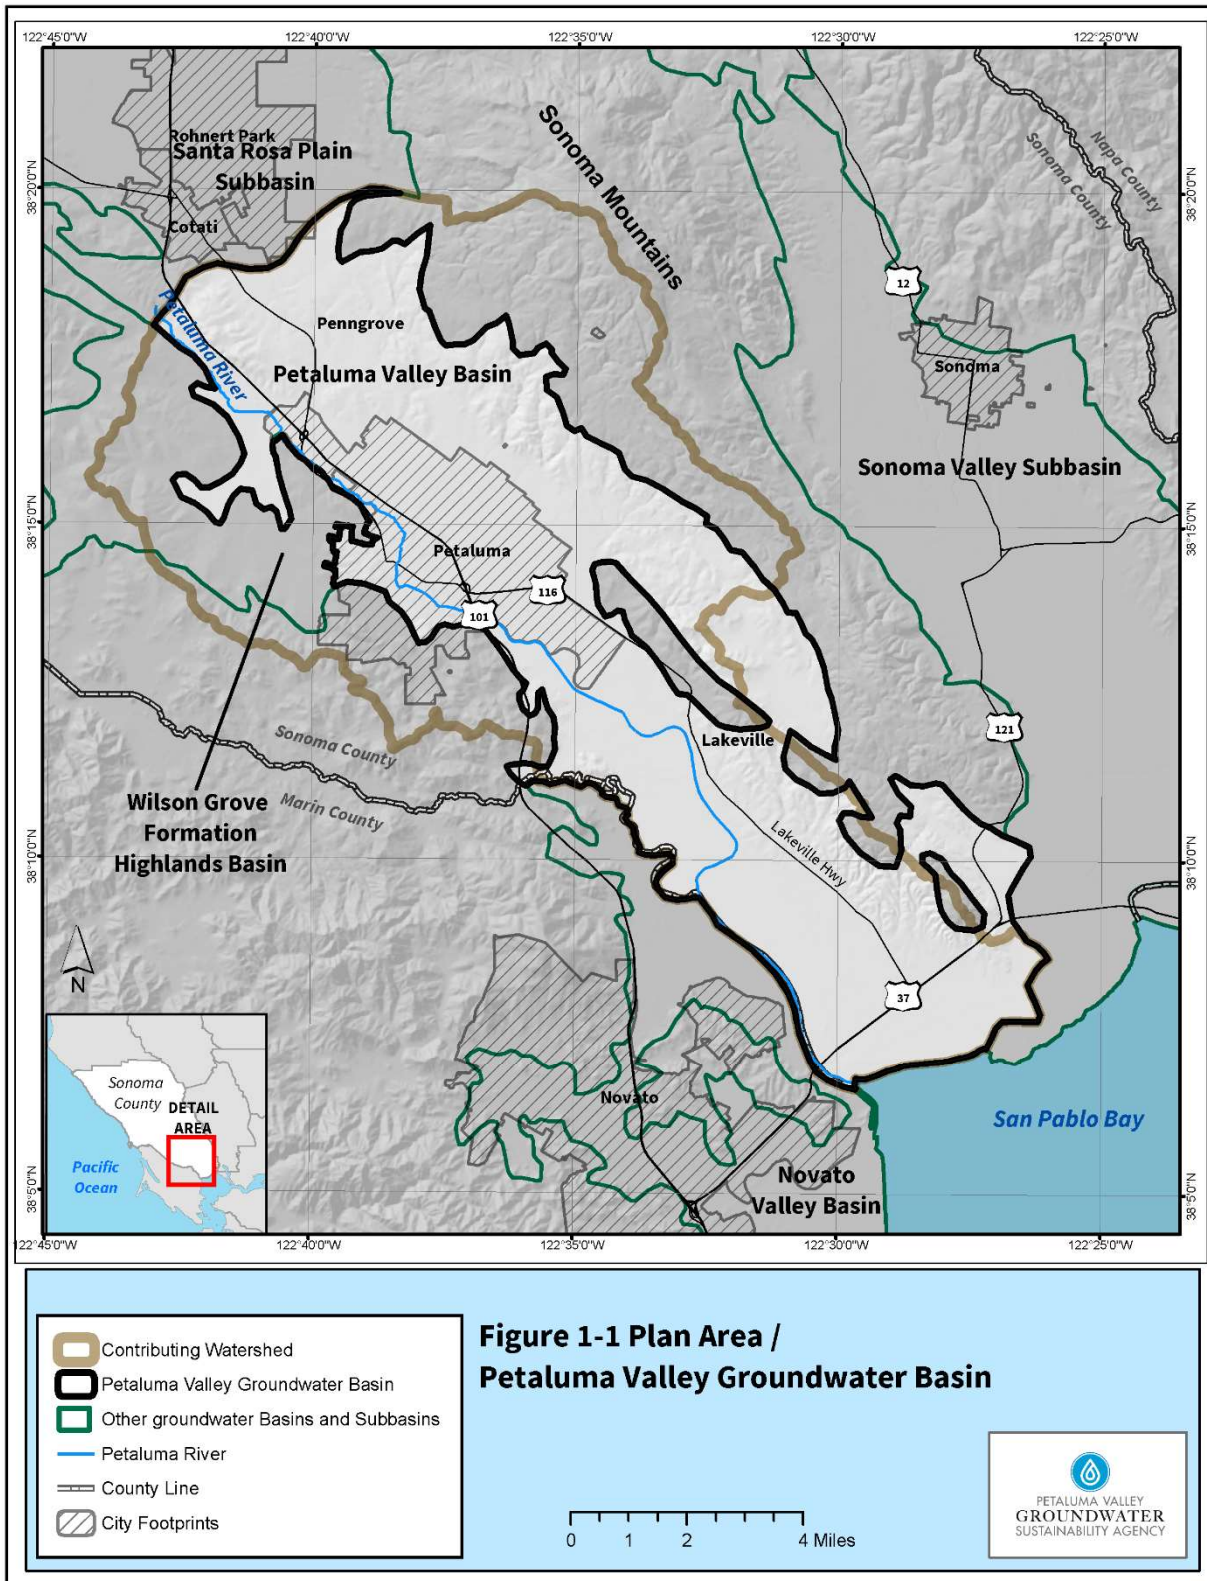 122°45'0"W
122°40'0"W
122°35'0"W
122°30'0"W
122°25'0"W
38°20'0"N
38°20'0"N
38°15'0"N
38°15'0"N
38°10'0"N
38°10'0"N
38°5'0"N
38°5'0"N
Rohnert Park
Santa Rosa Plain
Subbasin
Cotati
Sonoma Mountains
Napa County
Sonoma County
12
Petaluma River
Penngrove
Petaluma Valley Basin
Sonoma
Sonoma Valley Subbasin
Petaluma
116
101
121
Lakeville
Sonoma County
Marin County
Wilson Grove
Formation
Highlands Basin
Lakeville Hwy
37
N
Novato
San Pablo Bay
Novato
Valley Basin
Sonoma
County
DETAIL
AREA
Pacific
Ocean
122°45'0"W
122°40'0"W
122°35'0"W
122°30'0"W
122°25'0"W
Contributing Watershed
Petaluma Valley Groundwater Basin
Other groundwater Basins and Subbasins
Petaluma River
County Line
City Footprints
Figure 1-1 Plan Area /
Petaluma Valley Groundwater Basin
0 1 2 4 Miles
PETALUMA VALLEY
GROUNDWATER
SUSTAINABILITY AGENCY